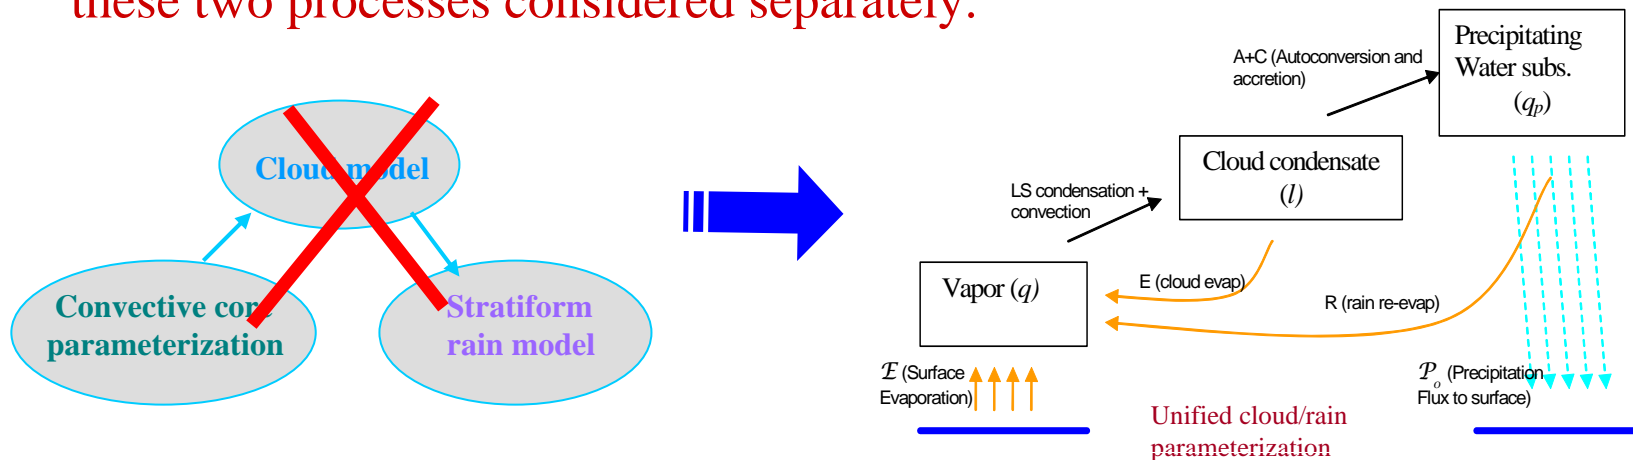 these two processes considered separately.
Cloud model
Convective core
parameterization
Stratiform
rain model
Precipitating
Water subs.
(qp)
A+C (Autoconversion and
accretion)
Cloud condensate
(l)
LS condensation +
convection
Vapor (q)
E (cloud evap)
R (rain re-evap)
ℰ (Surface
Evaporation)
𝒫o (Precipitation
Flux to surface)
Unified cloud/rain
parameterization